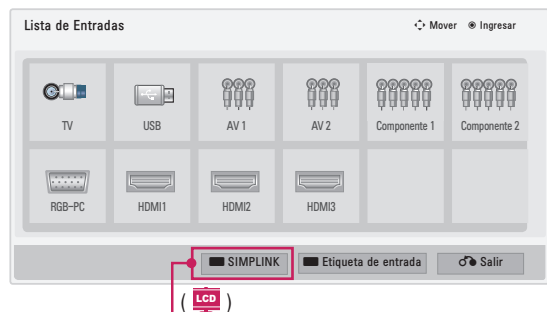 Lista de Entradas
Mover Ingresar
TV USB AV 1 AV 2 Componente 1 Componente 2
RGB-PC HDMI1 HDMI2 HDMI3
SIMPLINK Etiqueta de entrada Salir
( LCD )